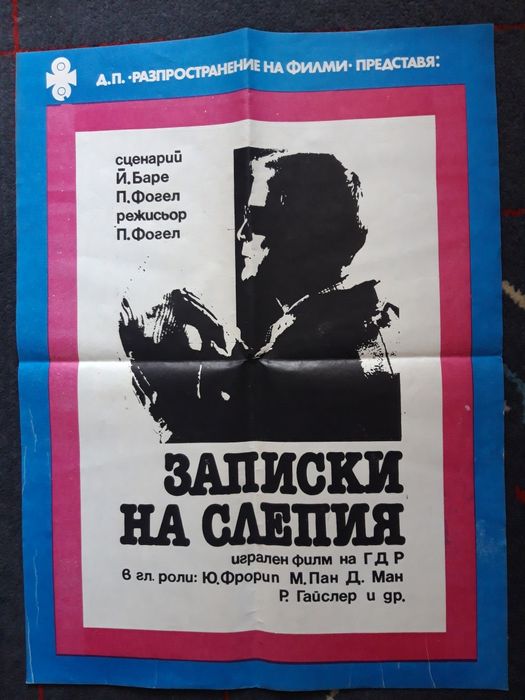 Д.П. •РАЗПРОСТРАНЕНИЕ НА ФИЛМИ• ПРЕДСТАВЯ:
сценарий
Й. Баре
П. Фогел
режисьор
П. Фогел
ЗАПИСКИ
НА СЛЕПИЯ
игрален филм на ГДР
в гл. роли: Ю. Фрорип М. Пан Д. Ман
Р. Гайслер и др.